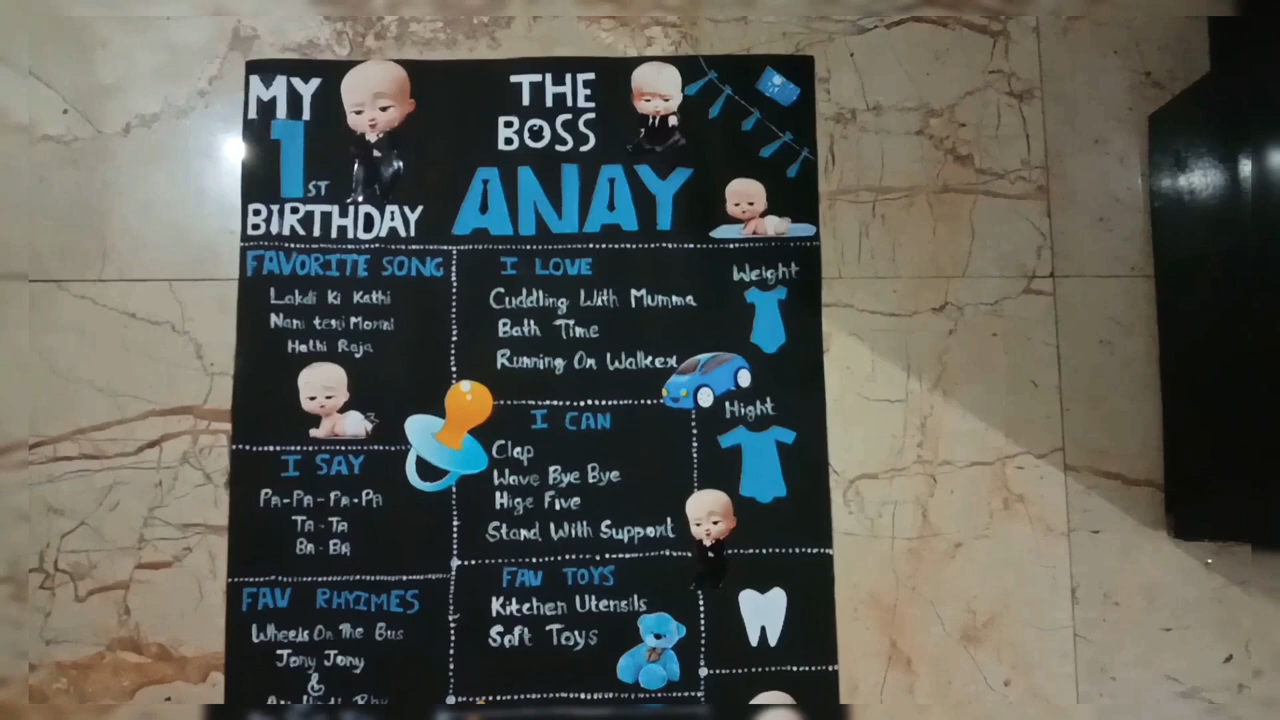 MY
1ST
BIRTHDAY
THE
BOSS
ANAY
FAVORITE SONG
Lakdi Ki Kathi
Nani teri Morni
Hathi Raja
I SAY
PA-PA-PA-PA
TA-TA
BA-BA
FAV RHYMES
Wheels On The Bus
Jony Jony
&
I LOVE
Cuddling With Mumma
Bath Time
Running On Walker
I CAN
Clap
Wave Bye Bye
Hige Five
Stand With Support
FAV TOYS
Kitchen Utensils
Soft Toys
Weight
Hight